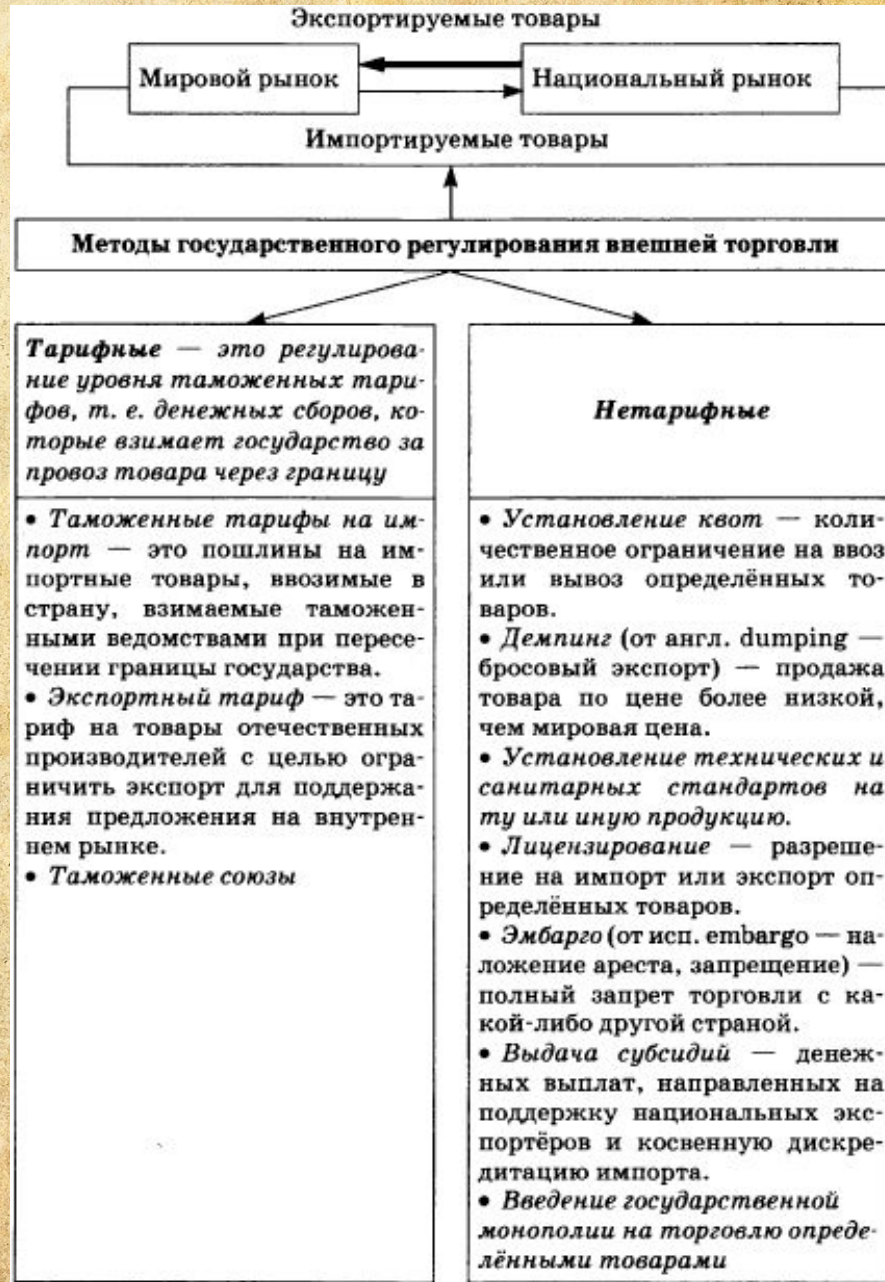 Экспортируемые товары
Мировой рынок
Национальный рынок
Импортируемые товары
Методы государственного регулирования внешней торговли
Тарифные — это регулирова-
ние уровня таможенных тари-
фов, т. е. денежных сборов, ко-
торые взимает государство за
провоз товара через границу
• Таможенные тарифы на им-
порт — это пошлины на им-
портные товары, ввозимые в
страну, взимаемые таможен-
ными ведомствами при пересе-
чении границы государства.
• Экспортный тариф — это та-
риф на товары отечественных
производителей с целью огра-
ничить экспорт для поддержа-
ния предложения на внутрен-
нем рынке.
• Таможенные союзы
Нетарифные
• Установление квот — коли-
чественное ограничение на ввоз
или вывоз определённых то-
варов.
• Демпинг (от англ. dumping —
бросовый экспорт) — продажа
товара по цене более низкой,
чем мировая цена.
• Установление технических и
санитарных стандартов на
ту или иную продукцию.
• Лицензирование — разреше-
ние на импорт или экспорт оп-
ределённых товаров.
• Эмбарго (от исп. embargo — на-
ложение ареста, запрещение) —
полный запрет торговли с ка-
кой-либо другой страной.
• Выдача субсидий — денеж-
ных выплат, направленных на
поддержку национальных экс-
портёров и косвенную дискре-
дитацию импорта.
• Введение государственной
монополии на торговлю опреде-
лёнными товарами